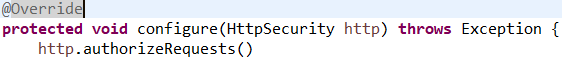 @Override
protected void configure(HttpSecurity http) throws Exception {
http.authorizeRequests()